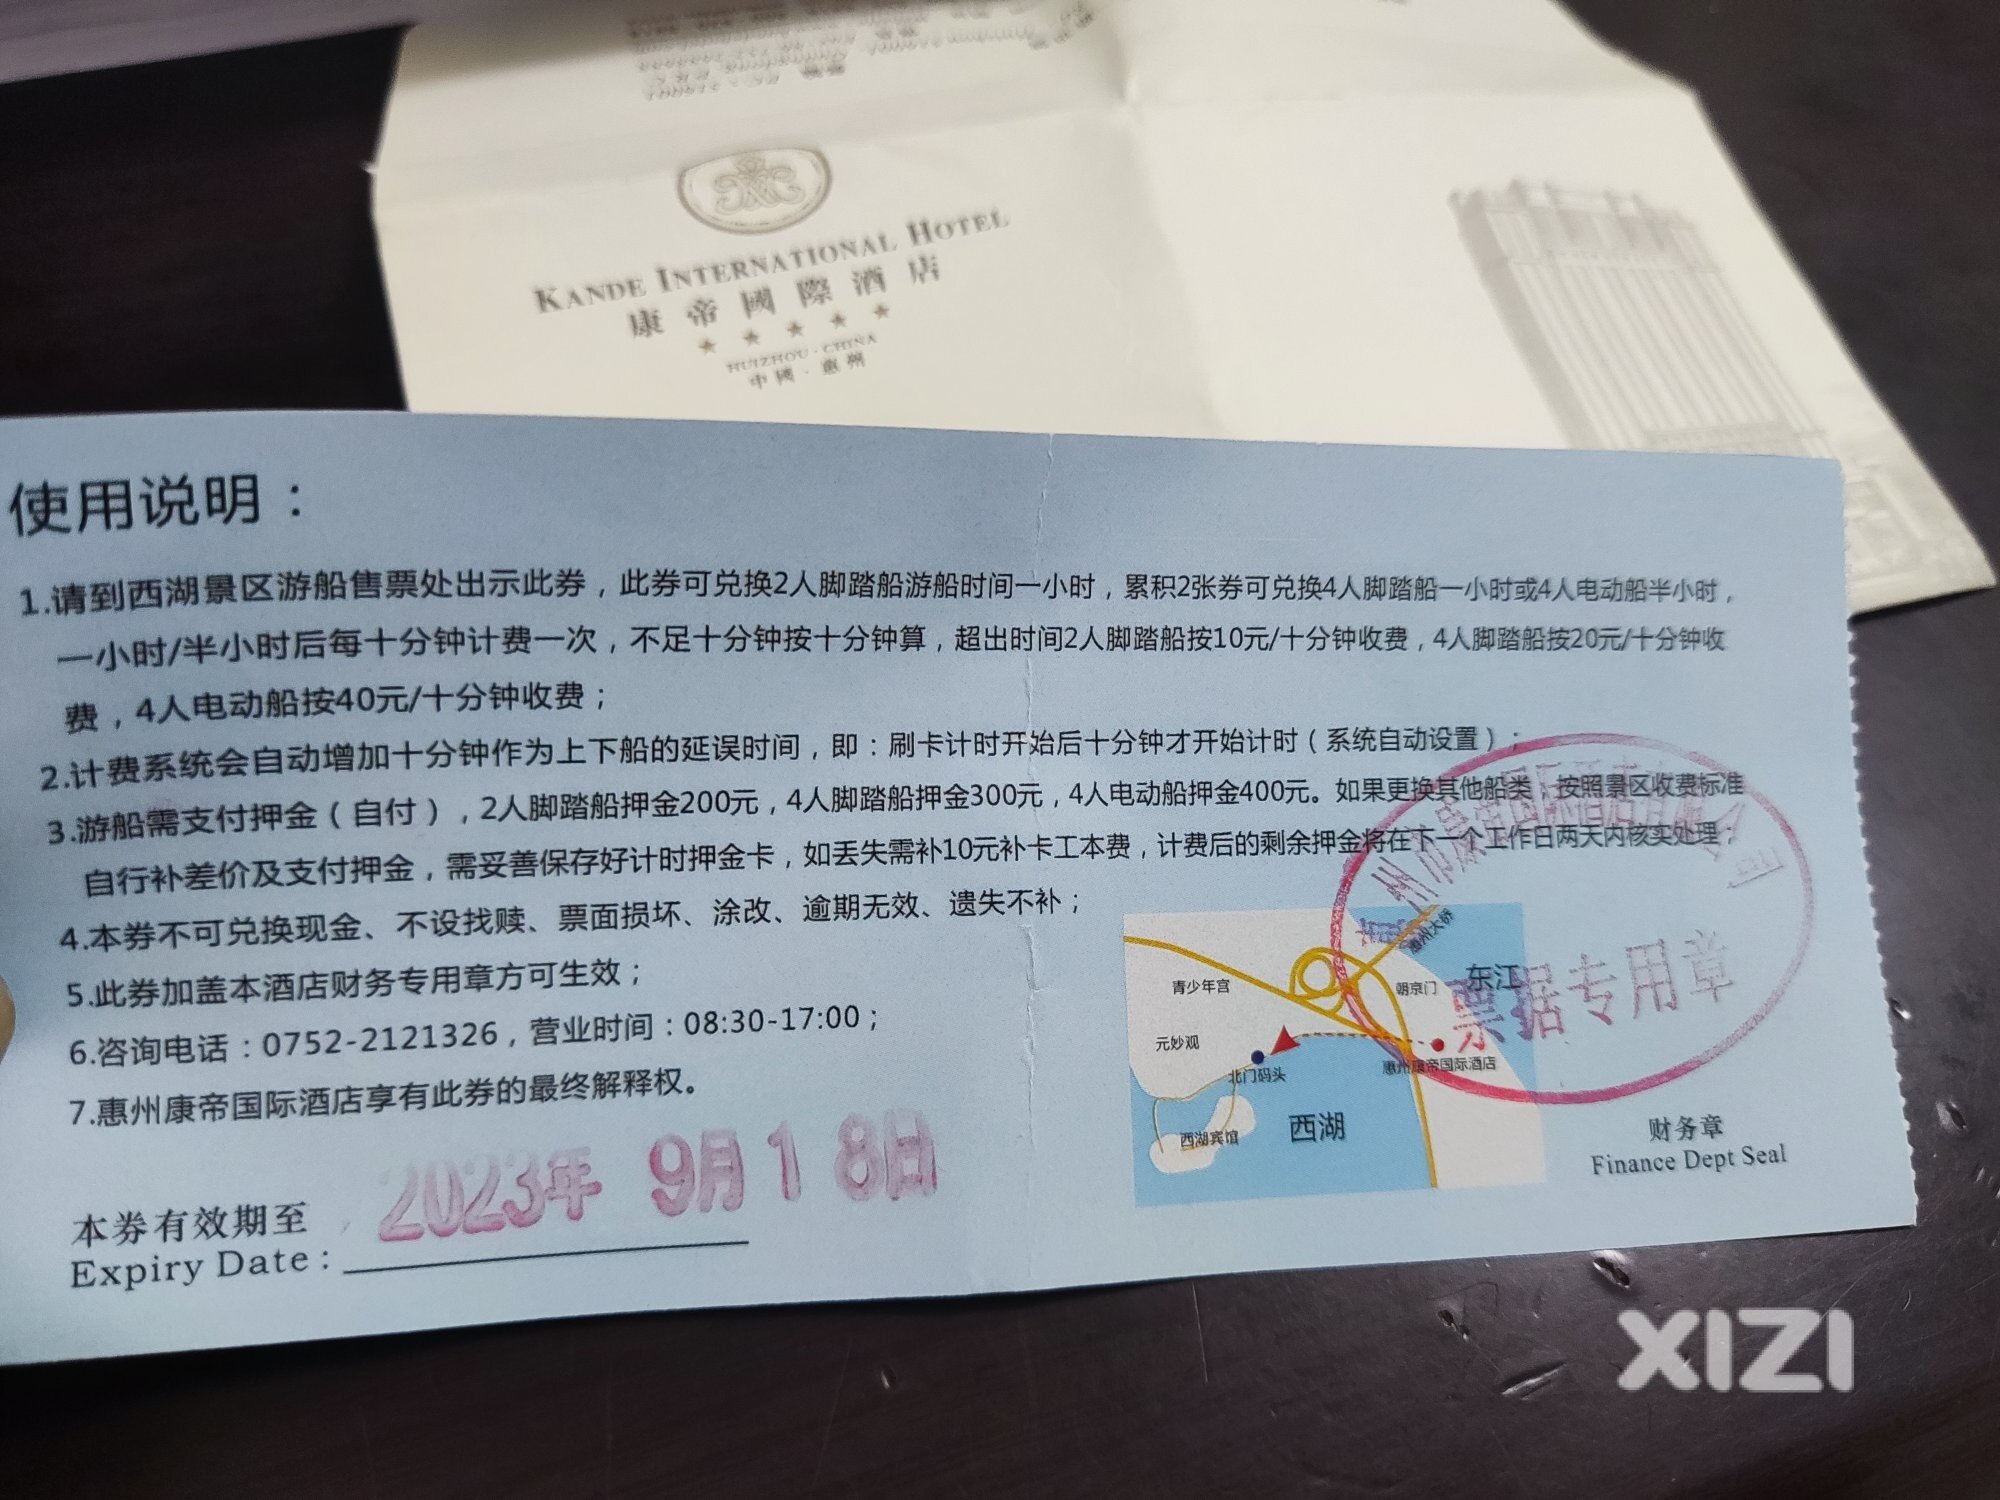 KANDE INTERNATIONAL HOTEL
康帝國際酒店
HUIZHOU · CHINA
中國 · 惠州
使用说明：
1.请到西湖景区游船售票处出示此券，此券可兑换2人脚踏船游船时间一小时，累积2张券可兑换4人脚踏船一小时或4人电动船半小时，
一小时/半小时后每十分钟计费一次，不足十分钟按十分钟算，超出时间2人脚踏船按10元/十分钟收费，4人脚踏船按20元/十分钟收
费，4人电动船按40元/十分钟收费；
2.计费系统会自动增加十分钟作为上下船的延误时间，即：刷卡计时开始后十分钟才开始计时（系统自动设置）；
3.游船需支付押金（自付），2人脚踏船押金200元，4人脚踏船押金300元，4人电动船押金400元。如果更换其他船类，按照景区收费标准
自行补差价及支付押金，需妥善保存好计时押金卡，如丢失需补10元补卡工本费，计费后的剩余押金将在下一个工作日两天内核实处理；
4.本券不可兑换现金、不设找赎、票面损坏、涂改、逾期无效、遗失不补；
5.此券加盖本酒店财务专用章方可生效；
6.咨询电话：0752-2121326，营业时间：08:30-17:00；
7.惠州康帝国际酒店享有此券的最终解释权。
惠州大桥
青少年宫
朝京门
东江
票据专用章
元妙观
北门码头
惠州康帝国际酒店
西湖宾馆
西湖
财务章
Finance Dept Seal
本券有效期至
2023年 9月18日
Expiry Date：
XIZI